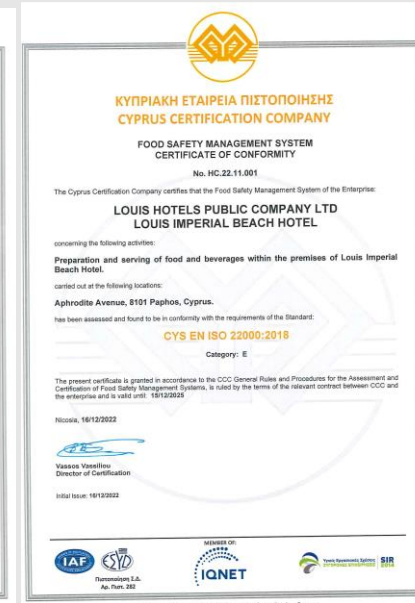 ΚΥΠΡΙΑΚΗ ΕΤΑΙΡΕΙΑ ΠΙΣΤΟΠΟΙΗΣΗΣ
CYPRUS CERTIFICATION COMPANY
FOOD SAFETY MANAGEMENT SYSTEM
CERTIFICATE OF CONFORMITY
No. HC.22.11.001
The Cyprus Certification Company certifies that the Food Safety Management System of the Enterprise:
LOUIS HOTELS PUBLIC COMPANY LTD
LOUIS IMPERIAL BEACH HOTEL
concerning the following activities:
Preparation and serving of food and beverages within the premises of Louis Imperial
Beach Hotel.
carried out at the following locations:
Aphrodite Avenue, 8101 Paphos, Cyprus.
has been assessed and found to be in conformity with the requirements of the Standard:
CYS EN ISO 22000:2018
Category: E
The present certificate is granted in accordance to the CCC General Rules and Procedures for the Assessment and
Certification of Food Safety Management Systems, is ruled by the terms of the relevant contract between CCC and
the enterprise and is valid until: 15/12/2025
Nicosia, 16/12/2022
Vassos Vassiliou
Director of Certification
Initial Issue: 16/12/2022
MEMBER OF:
IAF
Πιστοποίηση Σ.Δ.
Αρ. Πιστ. 282
IQNET
SIR
2014